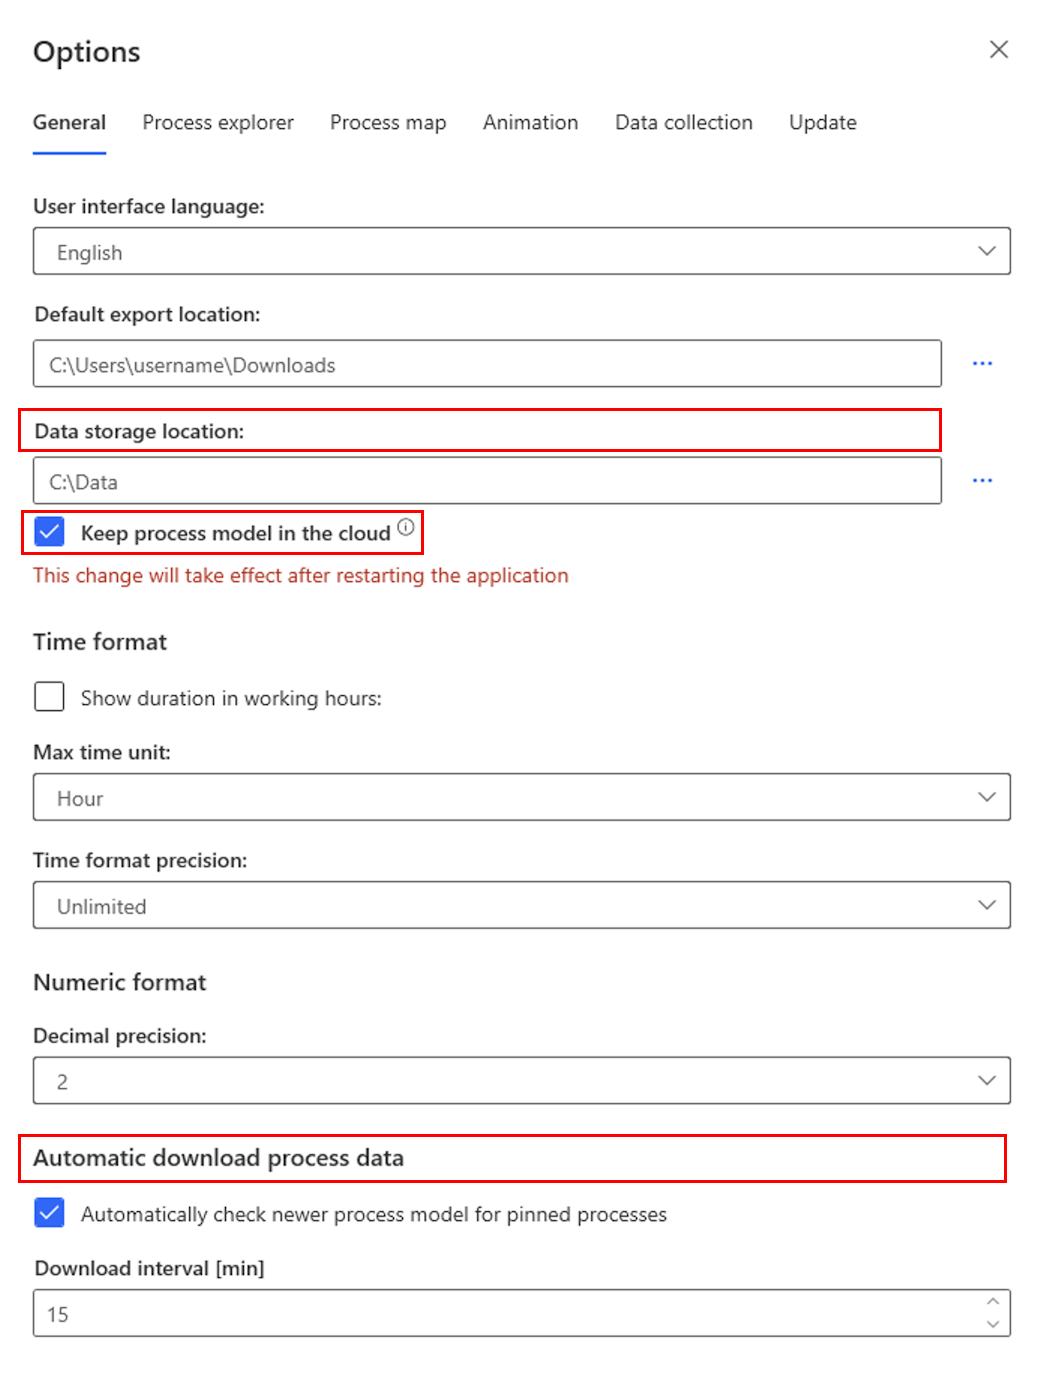 Options
General Process explorer Process map Animation Data collection Update
User interface language:
English
Default export location:
C:\Users\username\Downloads
Data storage location:
C:\Data
Keep process model in the cloud
This change will take effect after restarting the application
Time format
Show duration in working hours:
Max time unit:
Hour
Time format precision:
Unlimited
Numeric format
Decimal precision:
2
Automatic download process data
Automatically check newer process model for pinned processes
Download interval [min]
15